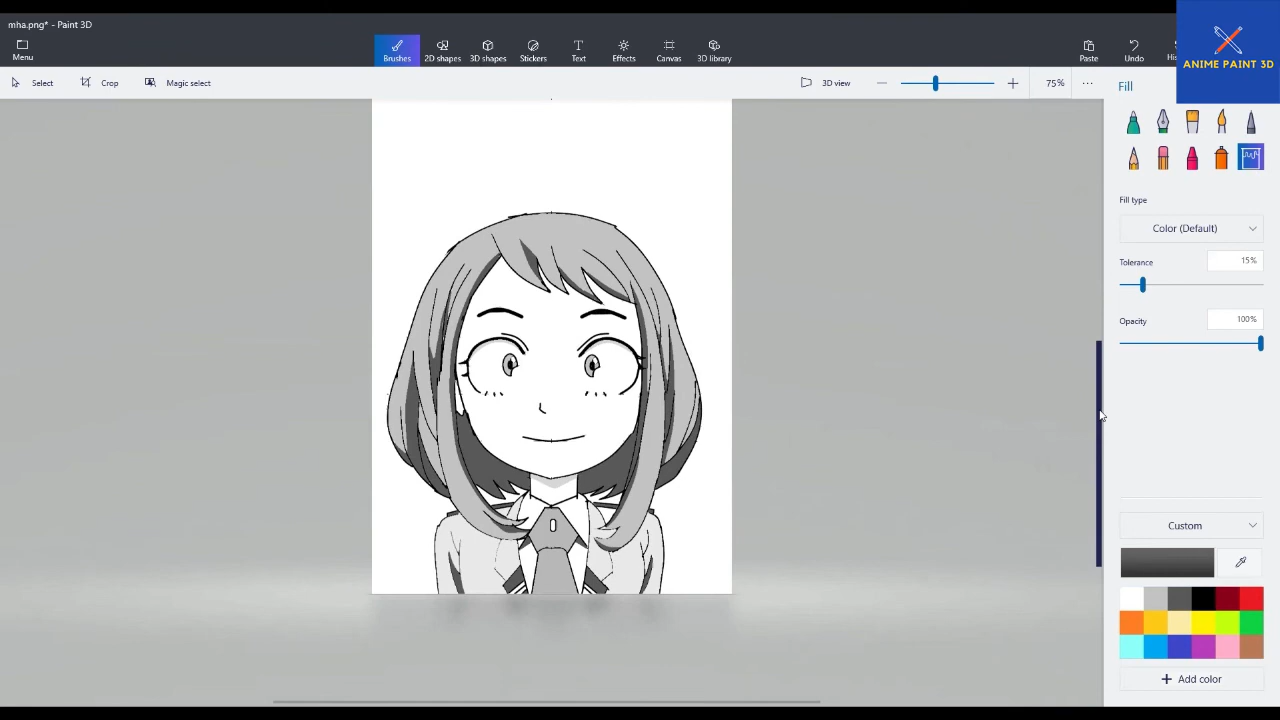 mha.png* - Paint 3D
Menu
Brushes
2D shapes
3D shapes
Stickers
Text
Effects
Canvas
3D library
Paste
Undo
ANIME PAINT 3D
Select
Crop
Magic select
3D view
75%
Fill
Fill type
Color (Default)
Tolerance
15%
Opacity
100%
Custom
Add color